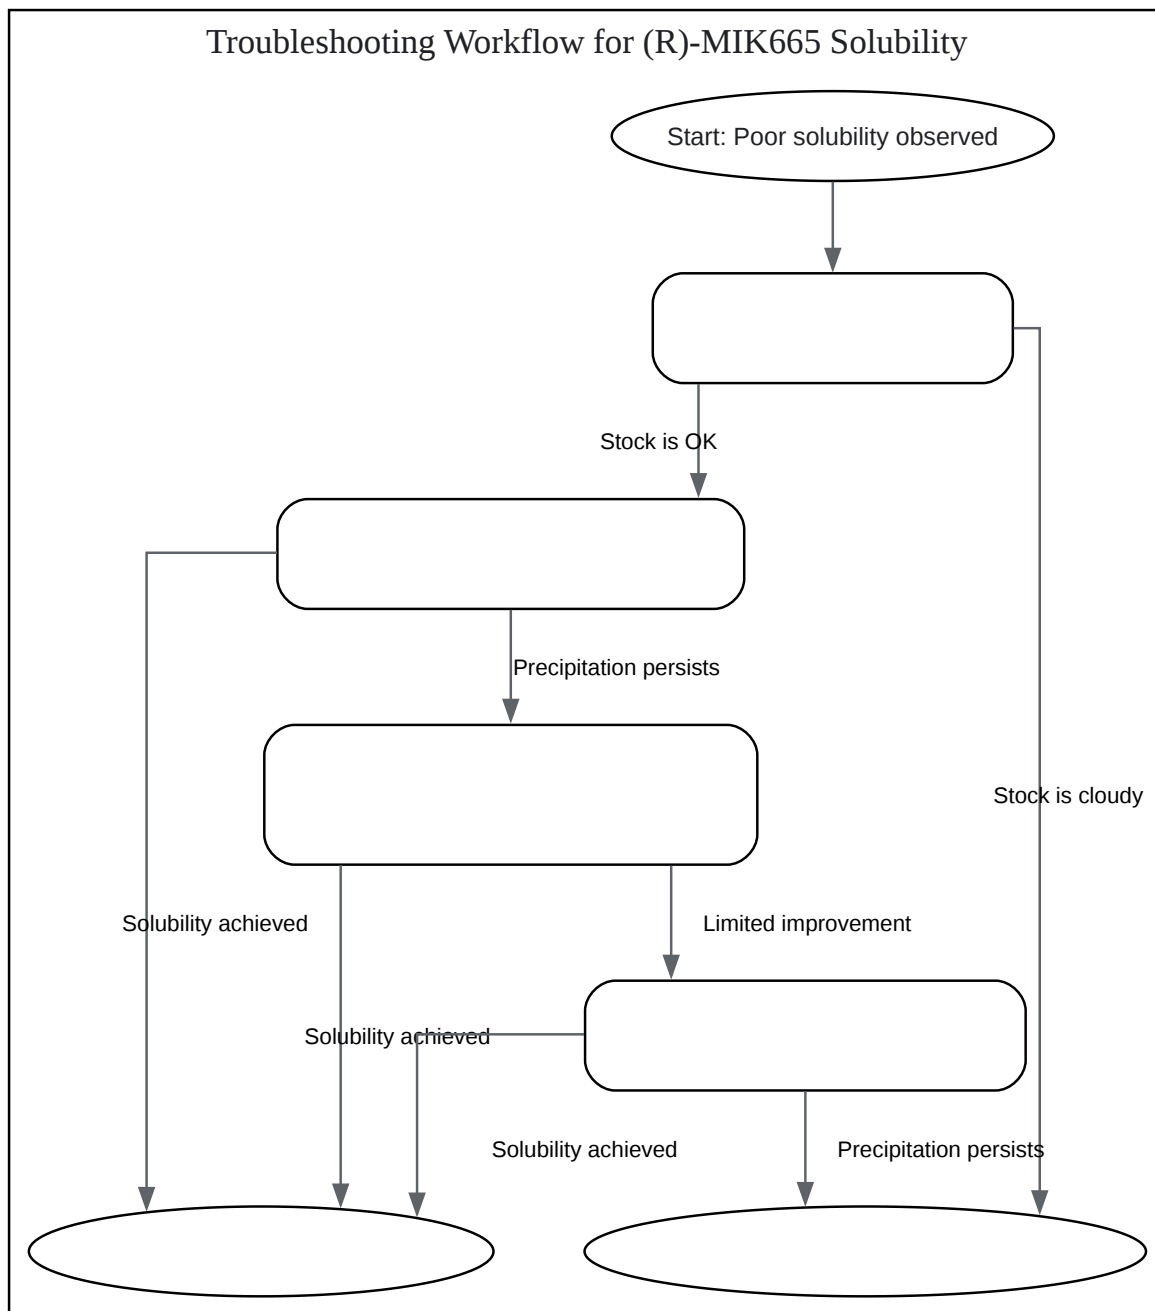 Troubleshooting Workflow for (R)-MIK665 Solubility
Start: Poor solubility observed
Stock is OK
Precipitation persists
Stock is cloudy
Solubility achieved
Limited improvement
Solubility achieved
Solubility achieved
Precipitation persists